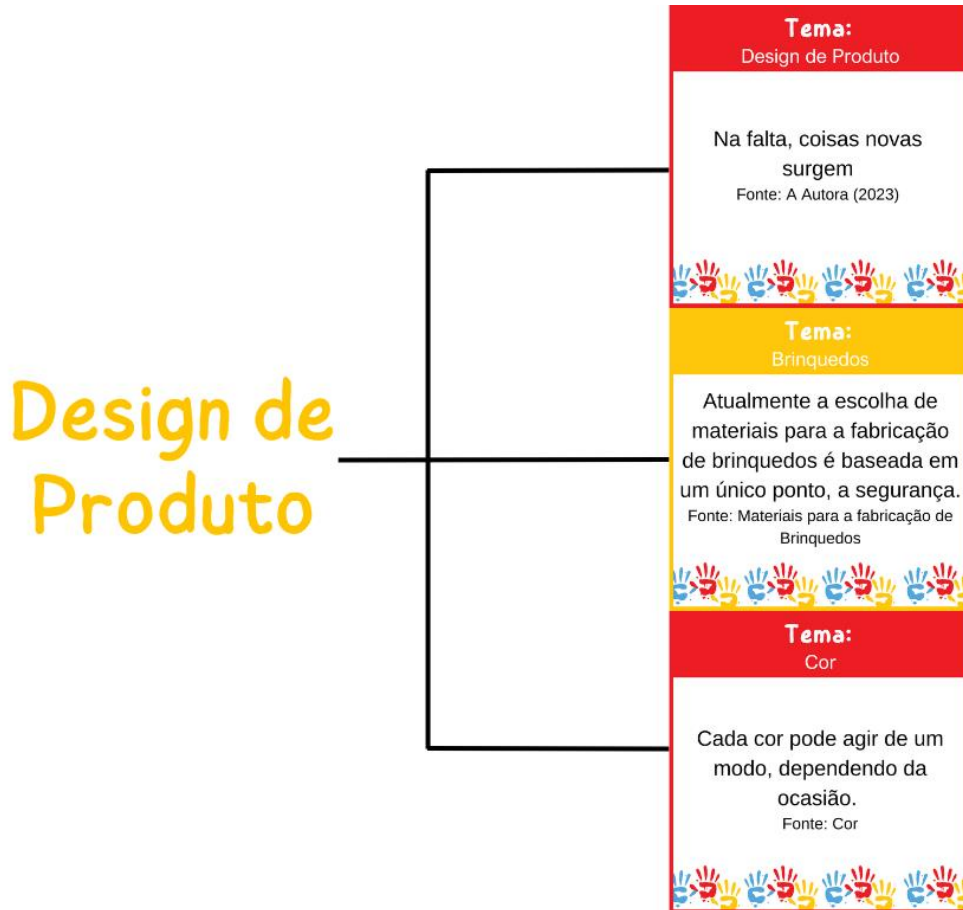 Design de
Produto
Tema:
Design de Produto
Na falta, coisas novas
surgem
Fonte: A Autora (2023)
Tema:
Brinquedos
Atualmente a escolha de
materiais para a fabricação
de brinquedos é baseada em
um único ponto, a segurança.
Fonte: Materiais para a fabricação de
Brinquedos
Tema:
Cor
Cada cor pode agir de um
modo, dependendo da
ocasião.
Fonte: Cor